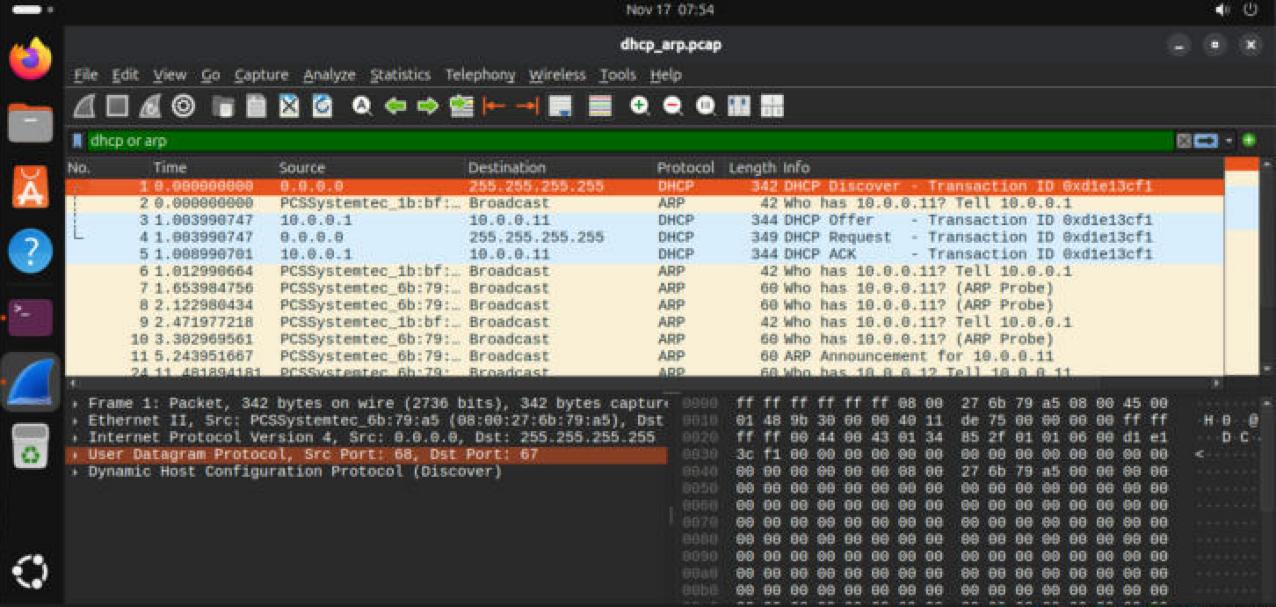 Nov 17 07:54
dhcp_arp.pcap
File Edit View Go Capture Analyze Statistics Telephony Wireless Tools Help
dhcp or arp
No. Time Source Destination Protocol Length Info
1 0.000000000 0.0.0.0 255.255.255.255 DHCP 342 DHCP Discover - Transaction ID 0xd1e13cf1
2 0.000000000 PCSSystemtec_1b:bf:… Broadcast ARP 42 Who has 10.0.0.11? Tell 10.0.0.1
3 1.003990747 10.0.0.1 10.0.0.11 DHCP 344 DHCP Offer - Transaction ID 0xd1e13cf1
4 1.003990747 0.0.0.0 255.255.255.255 DHCP 349 DHCP Request - Transaction ID 0xd1e13cf1
5 1.008990701 10.0.0.1 10.0.0.11 DHCP 344 DHCP ACK - Transaction ID 0xd1e13cf1
6 1.012990664 PCSSystemtec_1b:bf:… Broadcast ARP 42 Who has 10.0.0.11? Tell 10.0.0.1
7 1.653984756 PCSSystemtec_6b:79:… Broadcast ARP 60 Who has 10.0.0.11? (ARP Probe)
8 2.122980434 PCSSystemtec_6b:79:… Broadcast ARP 60 Who has 10.0.0.11? (ARP Probe)
9 2.471977218 PCSSystemtec_1b:bf:… Broadcast ARP 42 Who has 10.0.0.11? Tell 10.0.0.1
10 3.302969561 PCSSystemtec_6b:79:… Broadcast ARP 60 Who has 10.0.0.11? (ARP Probe)
11 5.243951667 PCSSystemtec_6b:79:… Broadcast ARP 60 ARP Announcement for 10.0.0.11
24 11.481894181 PCSSystemtec_6b:79:… Broadcast ARP 60 Who has 10.0.0.1? Tell 10.0.0.11
Frame 1: Packet, 342 bytes on wire (2736 bits), 342 bytes capture
Ethernet II, Src: PCSSystemtec_6b:79:a5 (08:00:27:6b:79:a5), Dst
Internet Protocol Version 4, Src: 0.0.0.0, Dst: 255.255.255.255
User Datagram Protocol, Src Port: 68, Dst Port: 67
Dynamic Host Configuration Protocol (Discover)
0000 ff ff ff ff ff ff 08 00 27 6b 79 a5 08 00 45 00
0010 01 48 9b 30 00 00 40 11 de 75 00 00 00 00 ff ff ·H·0··@
0020 ff ff 00 44 00 43 01 34 85 2f 01 01 06 00 d1 e1 ···D·C·
0030 3c f1 00 00 00 00 00 00 00 00 00 00 00 00 00 00 <······
0040 00 00 00 00 00 00 08 00 27 6b 79 a5 00 00 00 00
0050 00 00 00 00 00 00 00 00 00 00 00 00 00 00 00 00
0060 00 00 00 00 00 00 00 00 00 00 00 00 00 00 00 00
0070 00 00 00 00 00 00 00 00 00 00 00 00 00 00 00 00
0080 00 00 00 00 00 00 00 00 00 00 00 00 00 00 00 00
0090 00 00 00 00 00 00 00 00 00 00 00 00 00 00 00 00
00a0 00 00 00 00 00 00 00 00 00 00 00 00 00 00 00 00
00b0 00 00 00 00 00 00 00 00 00 00 00 00 00 00 00 00